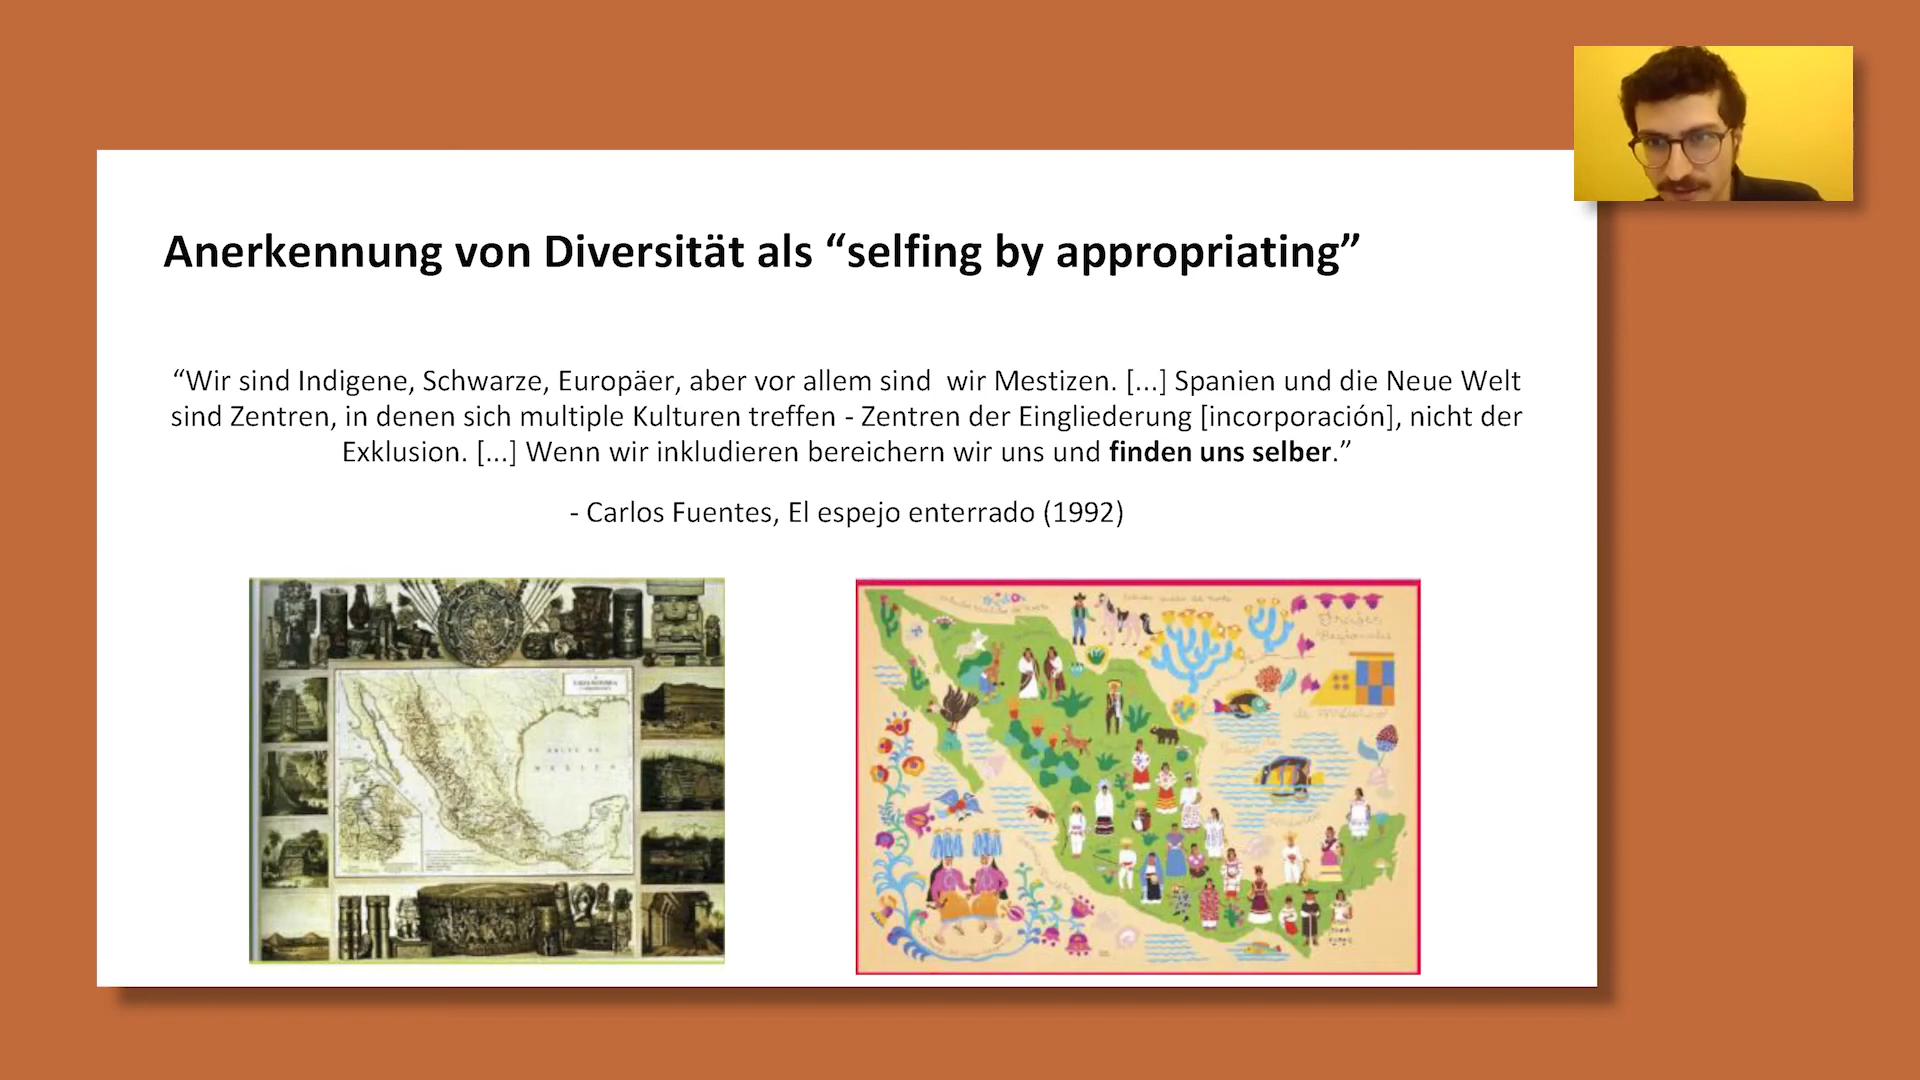 Anerkennung von Diversität als “selfing by appropriating”
“Wir sind Indigene, Schwarze, Europäer, aber vor allem sind wir Mestizen. [...] Spanien und die Neue Welt
sind Zentren, in denen sich multiple Kulturen treffen - Zentren der Eingliederung [incorporación], nicht der
Exklusion. [...] Wenn wir inkludieren bereichern wir uns und finden uns selber.”
- Carlos Fuentes, El espejo enterrado (1992)